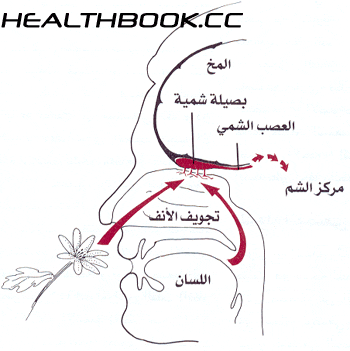 HEALTHBOOK.CC
المخ
بصيلة شمية
العصب الشمي
مركز الشم
تجويف الأنف
اللسان